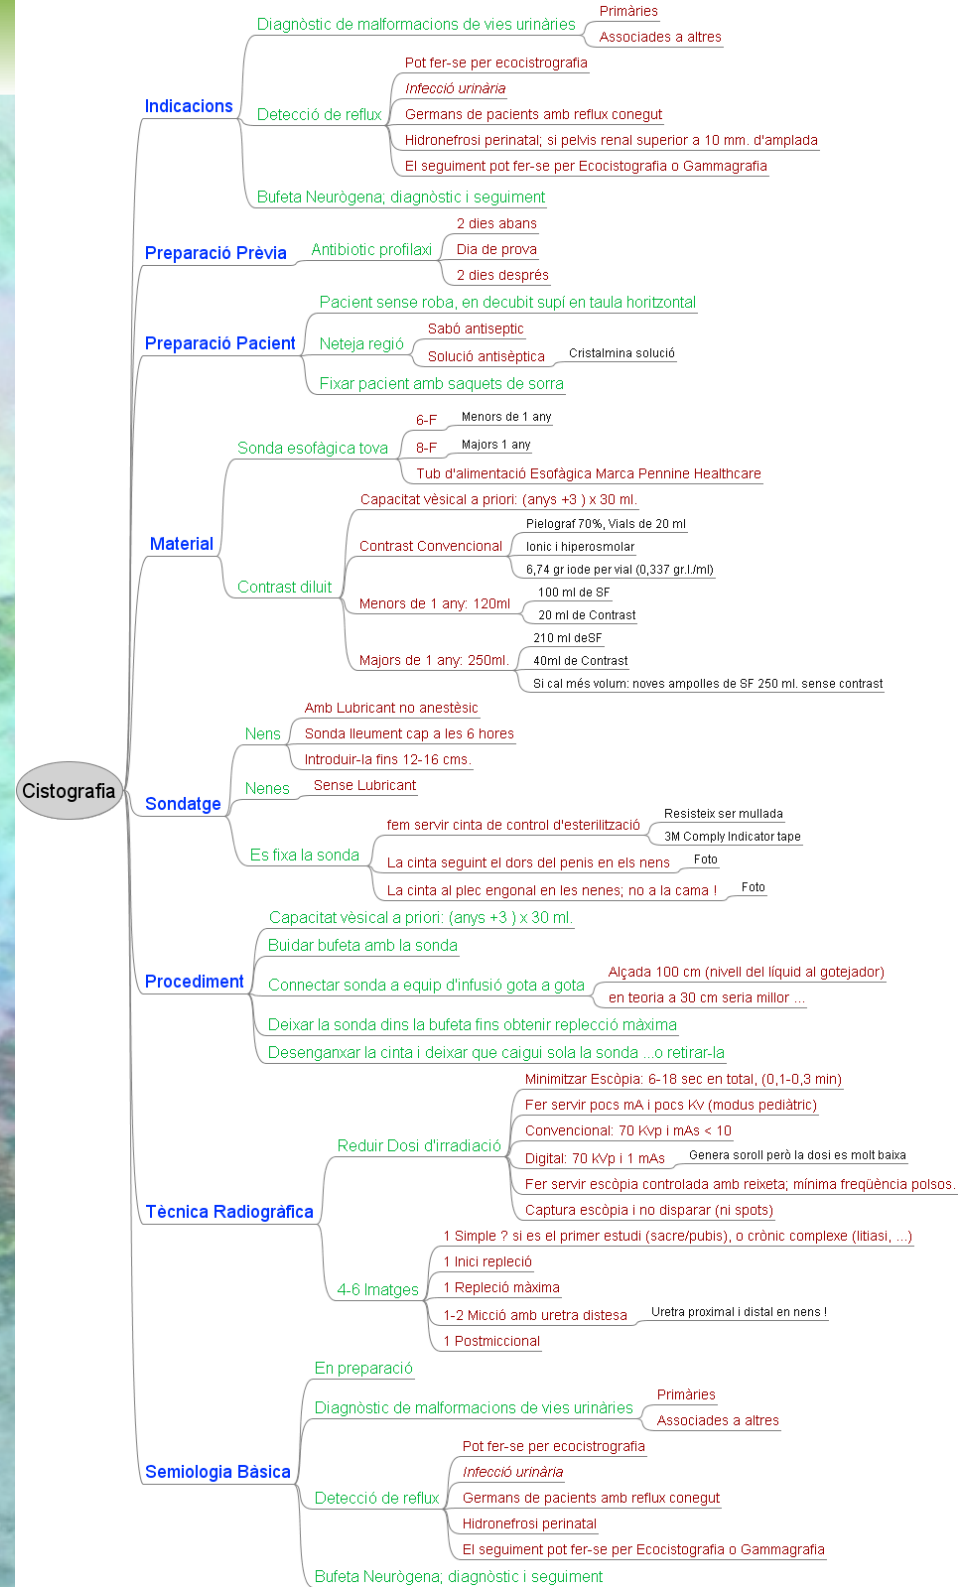 Cistografia
Indicacions
Diagnòstic de malformacions de vies urinàries
Primàries
Associades a altres
Detecció de reflux
Pot fer-se per ecocistrografia
Infecció urinària
Germans de pacients amb reflux conegut
Hidronefrosi perinatal; si pelvis renal superior a 10 mm. d'amplada
El seguiment pot fer-se per Ecocistografia o Gammagrafia
Bufeta Neurògena; diagnòstic i seguiment
Preparació Prèvia
Antibiotic profilaxi
2 dies abans
Dia de prova
2 dies després
Preparació Pacient
Pacient sense roba, en decubit supí en taula horitzontal
Neteja regió
Sabó antiseptic
Solució antisèptica
Cristalmina solució
Fixar pacient amb saquets de sorra
Material
Sonda esofàgica tova
6-F
Menors de 1 any
8-F
Majors 1 any
Tub d'alimentació Esofàgica Marca Pennine Healthcare
Contrast diluit
Capacitat vèsical a priori: (anys +3 ) x 30 ml.
Contrast Convencional
Pielograf 70%, Vials de 20 ml
Ionic i hiperosmolar
6,74 gr iode per vial (0,337 gr.I./ml)
Menors de 1 any: 120ml
100 ml de SF
20 ml de Contrast
Majors de 1 any: 250ml.
210 ml deSF
40ml de Contrast
Si cal més volum: noves ampolles de SF 250 ml. sense contrast
Sondatge
Nens
Amb Lubricant no anestèsic
Sonda lleument cap a les 6 hores
Introduir-la fins 12-16 cms.
Nenes
Sense Lubricant
Es fixa la sonda
fem servir cinta de control d'esterilització
Resisteix ser mullada
3M Comply Indicator tape
La cinta seguint el dors del penis en els nens
Foto
La cinta al plec engonal en les nenes; no a la cama !
Foto
Procediment
Capacitat vèsical a priori: (anys +3 ) x 30 ml.
Buidar bufeta amb la sonda
Connectar sonda a equip d'infusió gota a gota
Alçada 100 cm (nivell del líquid al gotejador)
en teoria a 30 cm seria millor ...
Deixar la sonda dins la bufeta fins obtenir replecció màxima
Desenganxar la cinta i deixar que caigui sola la sonda ...o retirar-la
Tècnica Radiogràfica
Reduir Dosi d'irradiació
Minimitzar Escòpia: 6-18 sec en total, (0,1-0,3 min)
Fer servir pocs mA i pocs Kv (modus pediàtric)
Convencional: 70 Kvp i mAs < 10
Digital: 70 kVp i 1 mAs
Genera soroll però la dosi es molt baixa
Fer servir escòpia controlada amb reixeta; mínima freqüència polsos.
Captura escòpia i no disparar (ni spots)
4-6 Imatges
1 Simple ? si es el primer estudi (sacre/pubis), o crònic complexe (litiasi, ...)
1 Inici repleció
1 Repleció màxima
1-2 Micció amb uretra distesa
Uretra proximal i distal en nens !
1 Postmiccional
Semiologia Bàsica
En preparació
Diagnòstic de malformacions de vies urinàries
Primàries
Associades a altres
Detecció de reflux
Pot fer-se per ecocistrografia
Infecció urinària
Germans de pacients amb reflux conegut
Hidronefrosi perinatal
El seguiment pot fer-se per Ecocistografia o Gammagrafia
Bufeta Neurògena; diagnòstic i seguiment